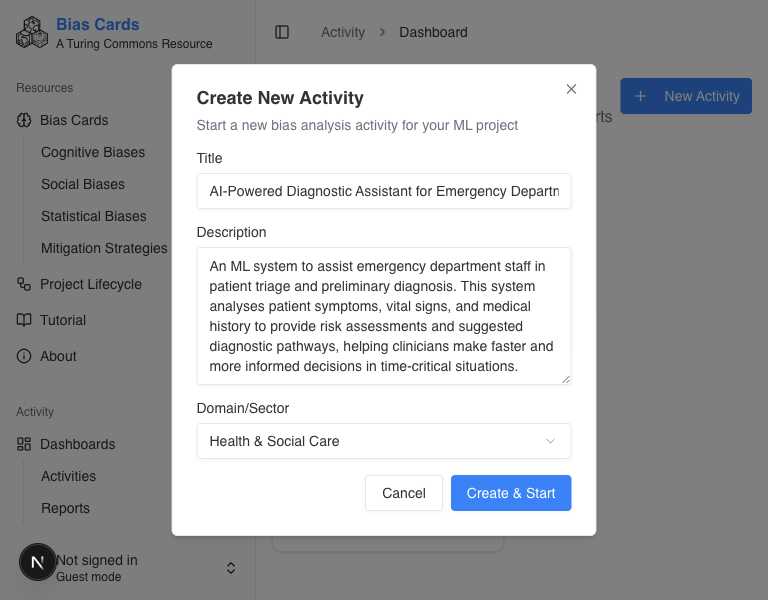 Bias Cards
A Turing Commons Resource
Resources
Bias Cards
Cognitive Biases
Social Biases
Statistical Biases
Mitigation Strategies
Project Lifecycle
Tutorial
About
Activity
Dashboards
Activities
Reports
N
Not signed in
Guest mode
Activity
Dashboard
New Activity
Create New Activity
Start a new bias analysis activity for your ML project
Title
AI-Powered Diagnostic Assistant for Emergency
Description
An ML system to assist emergency department staff in
patient triage and preliminary diagnosis. This system
analyses patient symptoms, vital signs, and medical
history to provide risk assessments and suggested
diagnostic pathways, helping clinicians make faster and
more informed decisions in time-critical situations.
Domain/Sector
Health & Social Care
Cancel
Create & Start